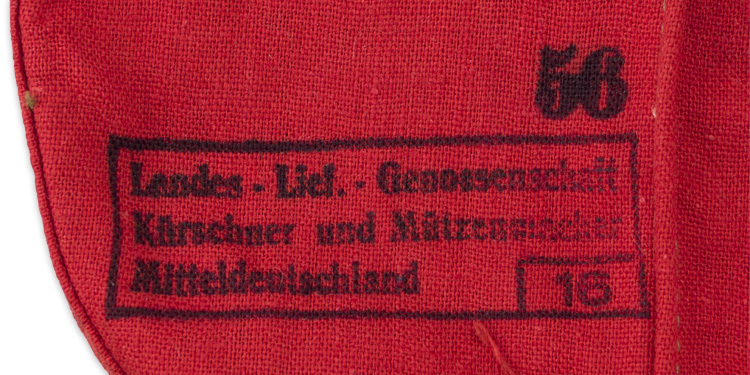 56
Landes - Lief. - Genossenschaft
Kürschner und Mützenmacher
Mitteldeutschland
16